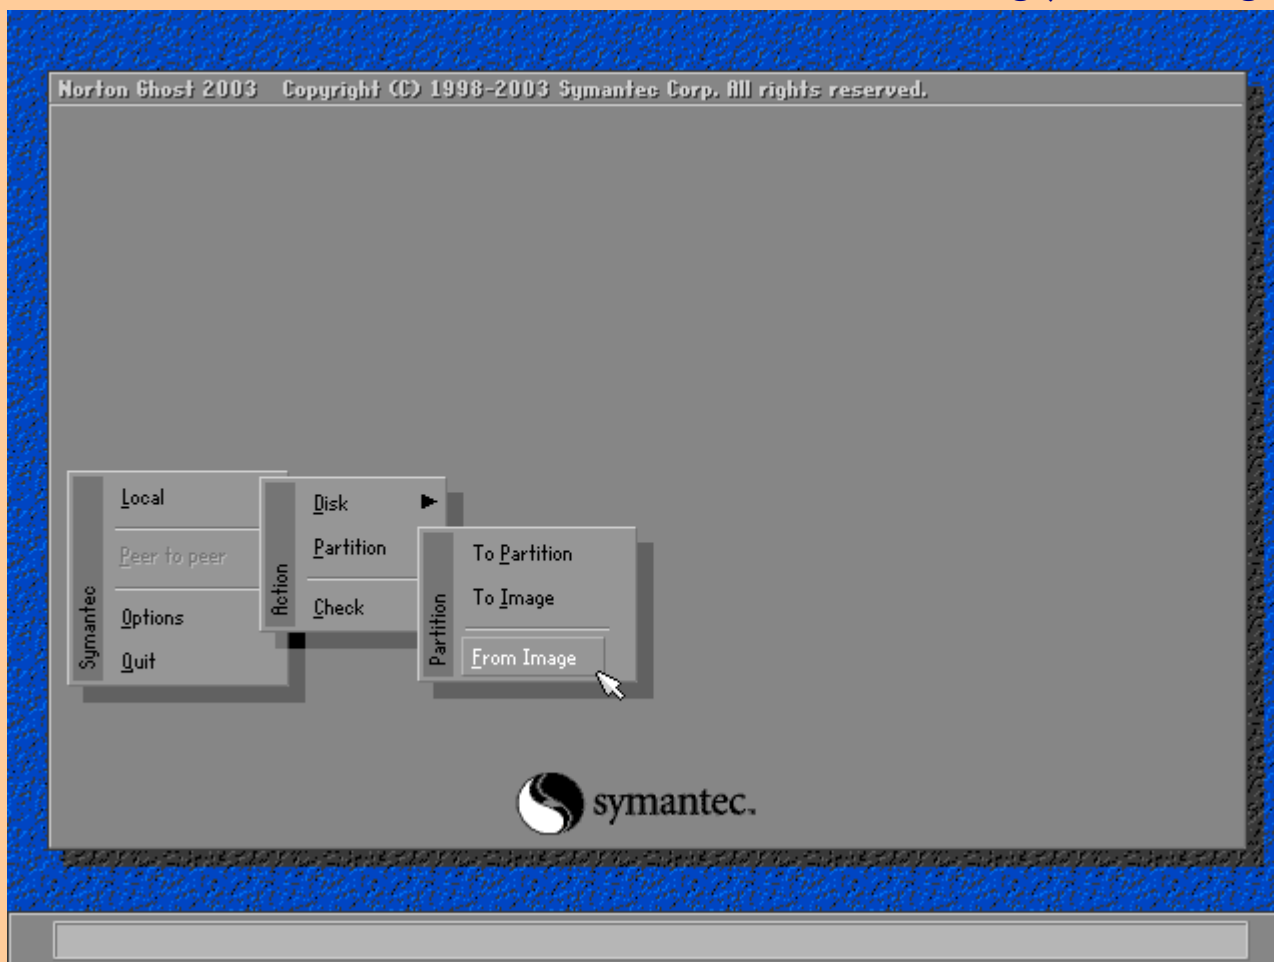 Norton Ghost 2003 Copyright (C) 1998-2003 Symantec Corp. All rights reserved.
Symantec
Local
Peer to peer
Options
Quit
Action
Disk
Partition
Check
Partition
To Partition
To Image
From Image
symantec.